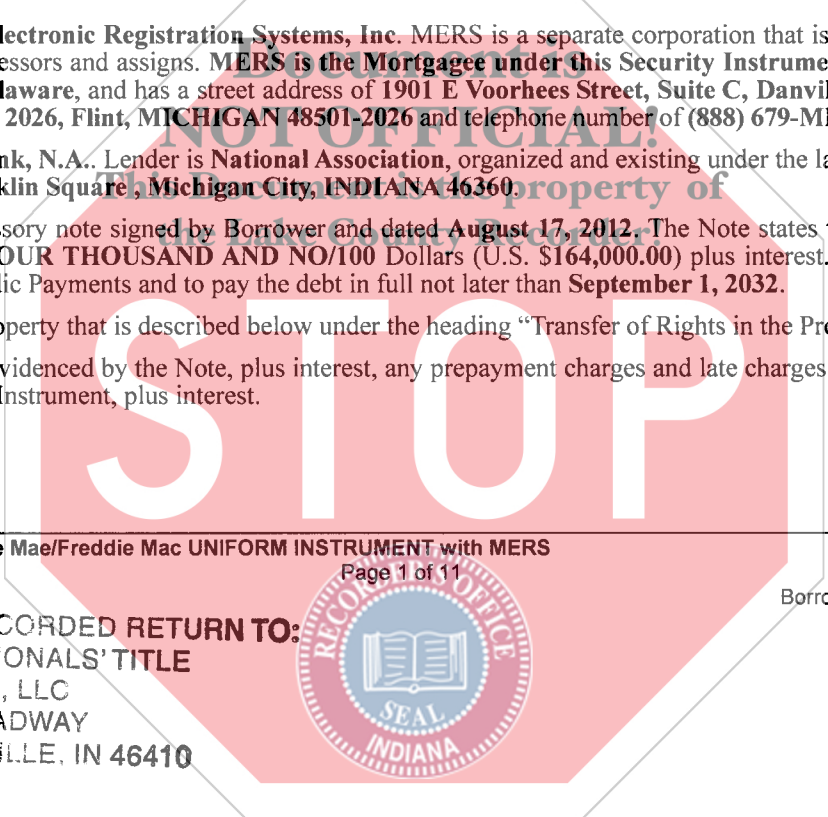 lectronic Registration Systems, Inc. MERS is a separate corporation that is
essors and assigns. MERS is the Mortgagee under this Security Instrume
laware, and has a street address of 1901 E Voorhees Street, Suite C, Danvil
2026, Flint, MICHIGAN 48501-2026 and telephone number of (888) 679-M
nk, N.A.. Lender is National Association, organized and existing under the la
klin Square , Michigan City, INDIANA 46360.
ssory note signed by Borrower and dated August 17, 2012. The Note states
OUR THOUSAND AND NO/100 Dollars (U.S. $164,000.00) plus interest.
ic Payments and to pay the debt in full not later than September 1, 2032.
operty that is described below under the heading “Transfer of Rights in the Pr
videnced by the Note, plus interest, any prepayment charges and late charges
Instrument, plus interest.
Document is
NOT OFFICIAL!
This Document is the property of
the Lake County Recorder!
STOP
e Mae/Freddie Mac UNIFORM INSTRUMENT with MERS
Page 1 of 11
Borro
CORDED RETURN TO:
ONALS' TITLE
, LLC
ADWAY
LLE, IN 46410
RECORDER'S OFFICE
SEAL
INDIANA